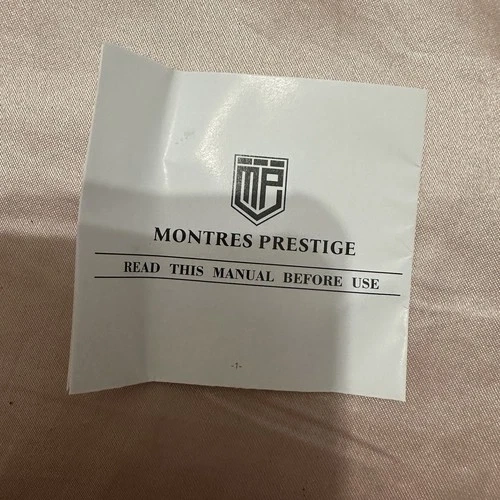 MP
MONTRES PRESTIGE
READ THIS MANUAL BEFORE USE
-1-